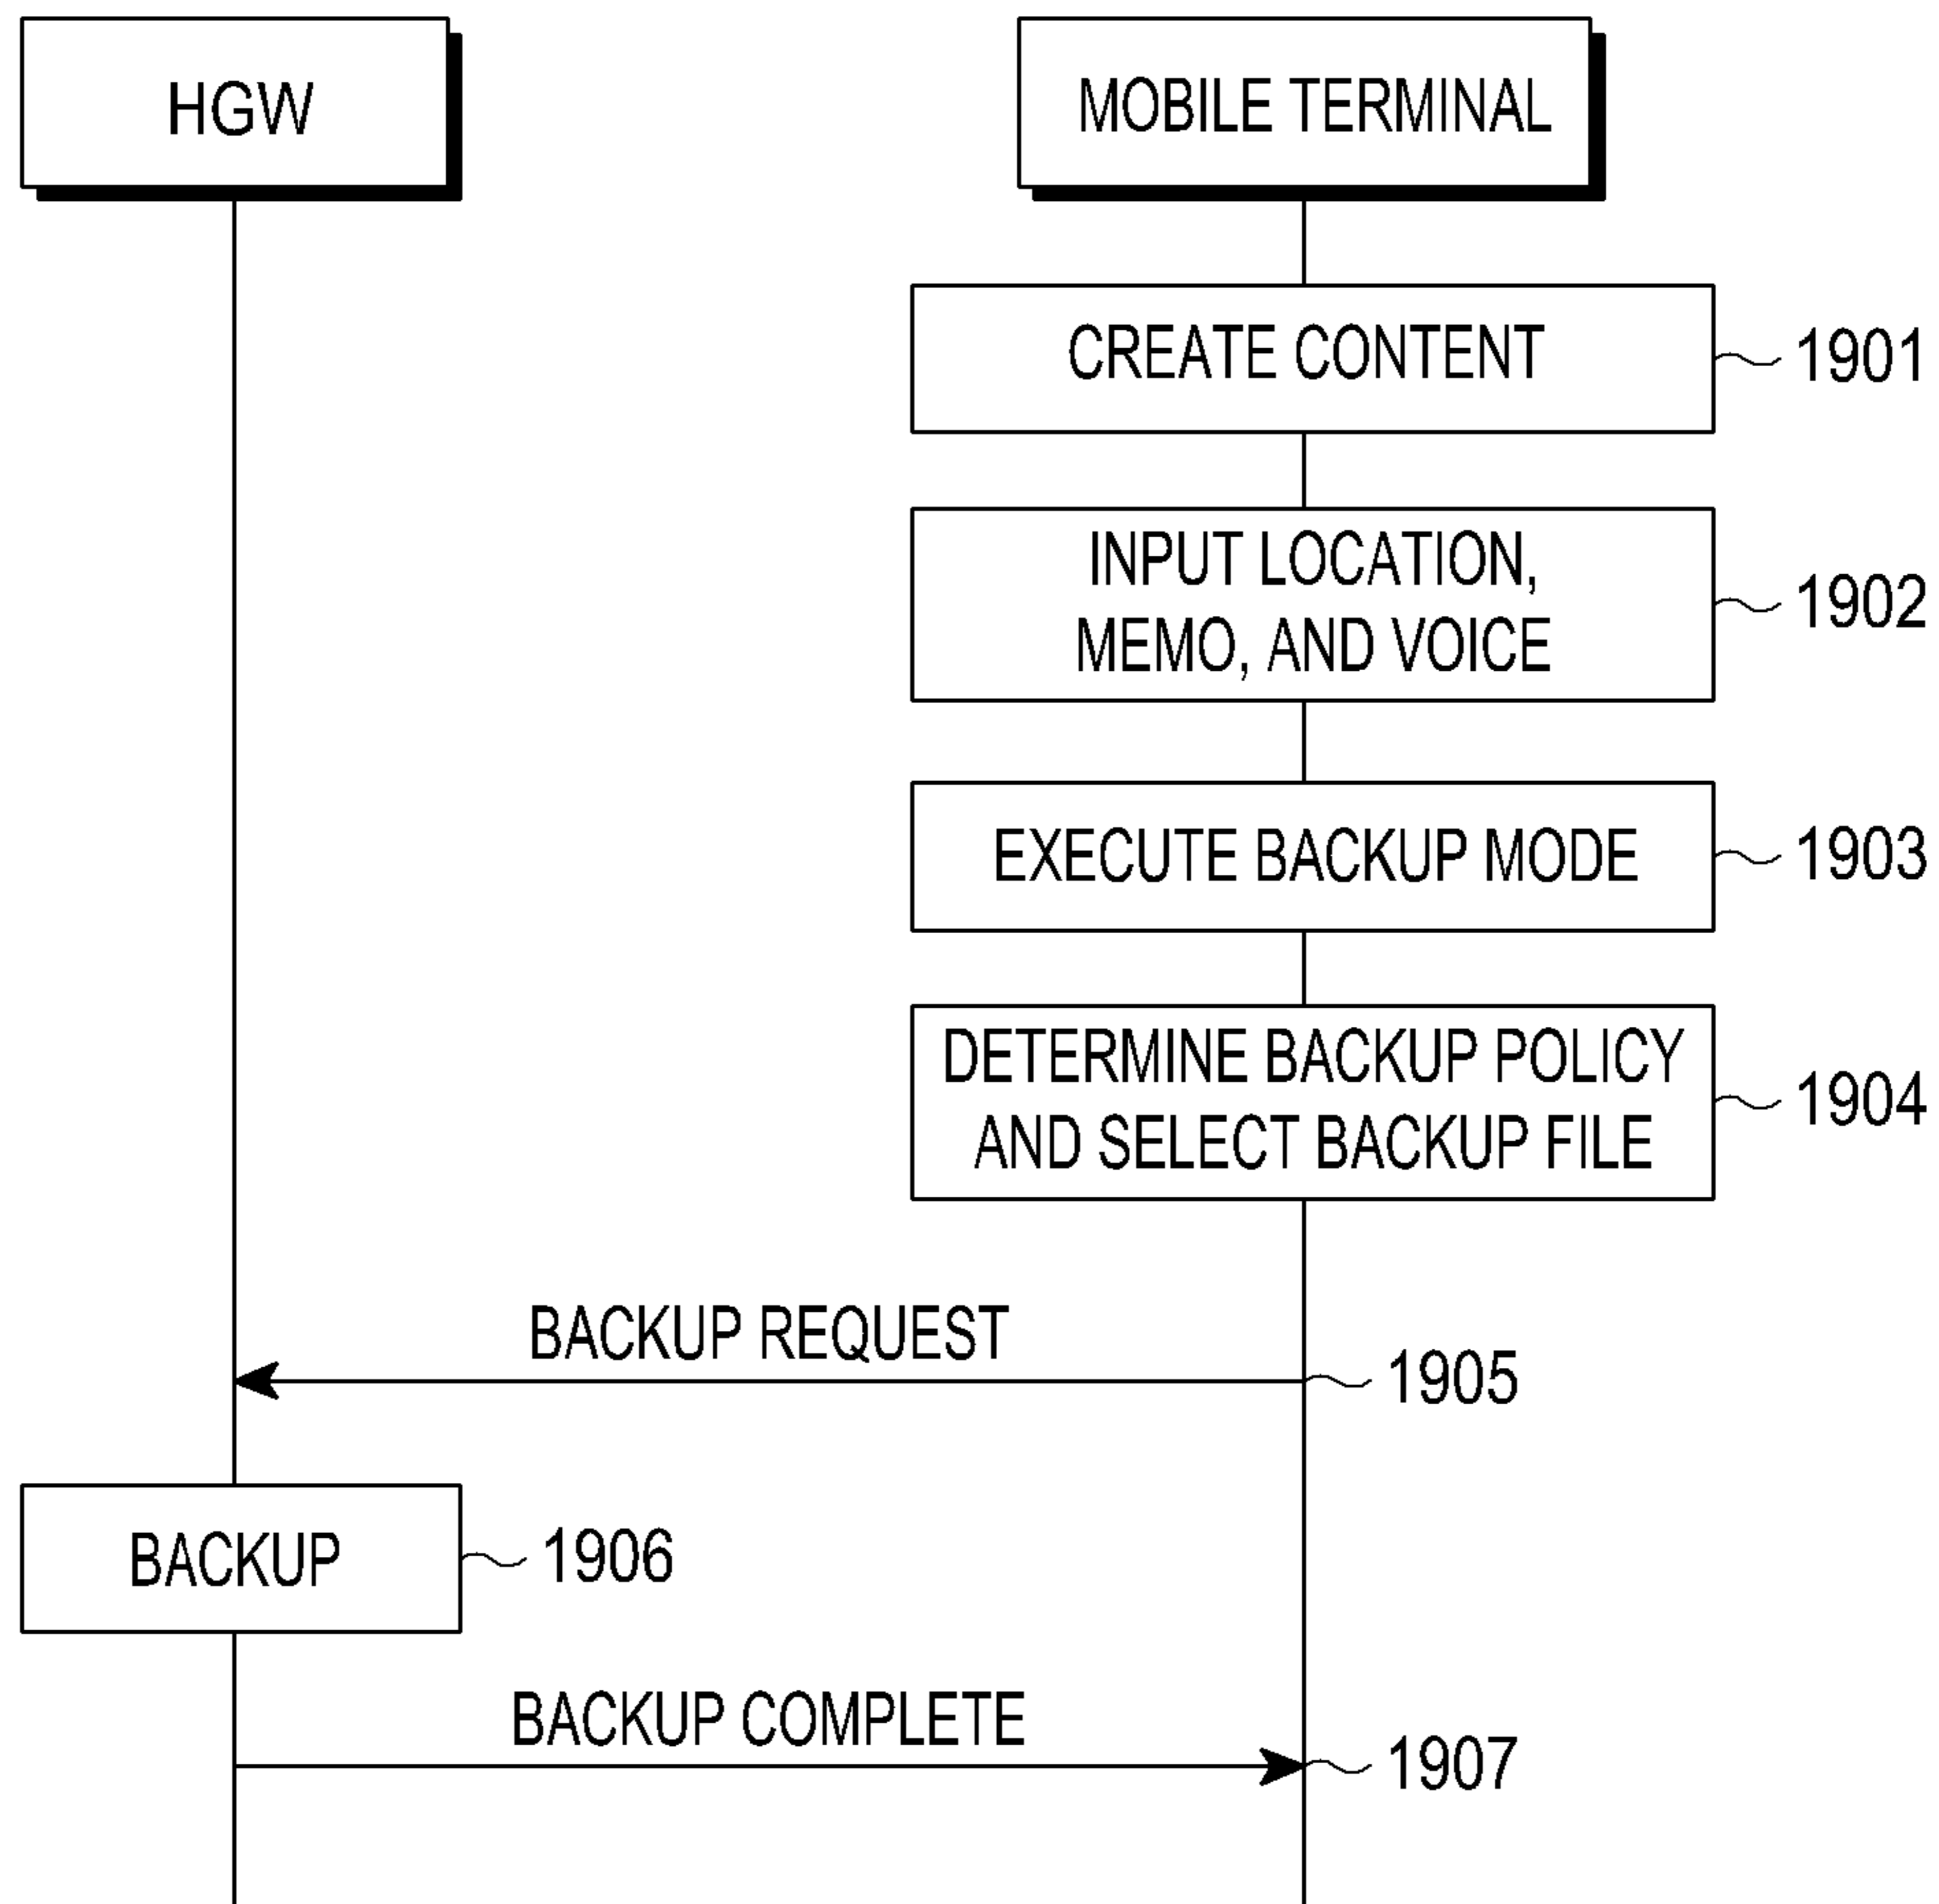 HGW
MOBILE TERMINAL
CREATE CONTENT
1901
INPUT LOCATION,
MEMO, AND VOICE
1902
EXECUTE BACKUP MODE
1903
DETERMINE BACKUP POLICY
AND SELECT BACKUP FILE
1904
BACKUP REQUEST
1905
BACKUP
1906
BACKUP COMPLETE
1907